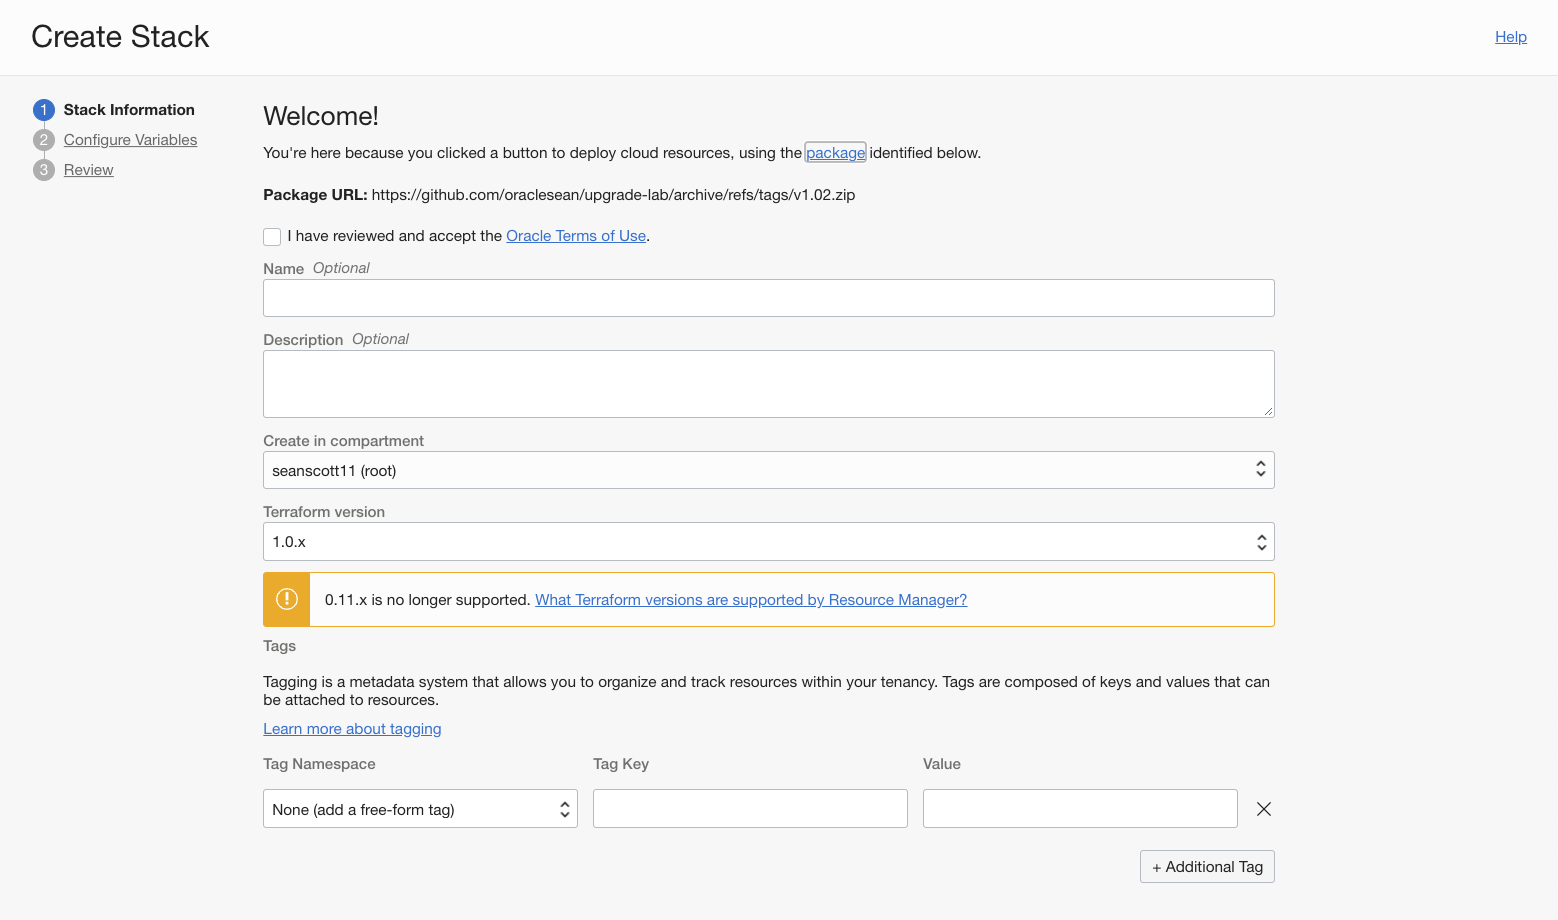 Create Stack
Help
1 Stack Information
2 Configure Variables
3 Review
Welcome!
You're here because you clicked a button to deploy cloud resources, using the package identified below.
Package URL: https://github.com/oraclesean/upgrade-lab/archive/refs/tags/v1.02.zip
I have reviewed and accept the Oracle Terms of Use.
Name Optional
Description Optional
Create in compartment
seanscott11 (root)
Terraform version
1.0.x
0.11.x is no longer supported. What Terraform versions are supported by Resource Manager?
Tags
Tagging is a metadata system that allows you to organize and track resources within your tenancy. Tags are composed of keys and values that can
be attached to resources.
Learn more about tagging
Tag Namespace Tag Key Value
None (add a free-form tag)
+ Additional Tag